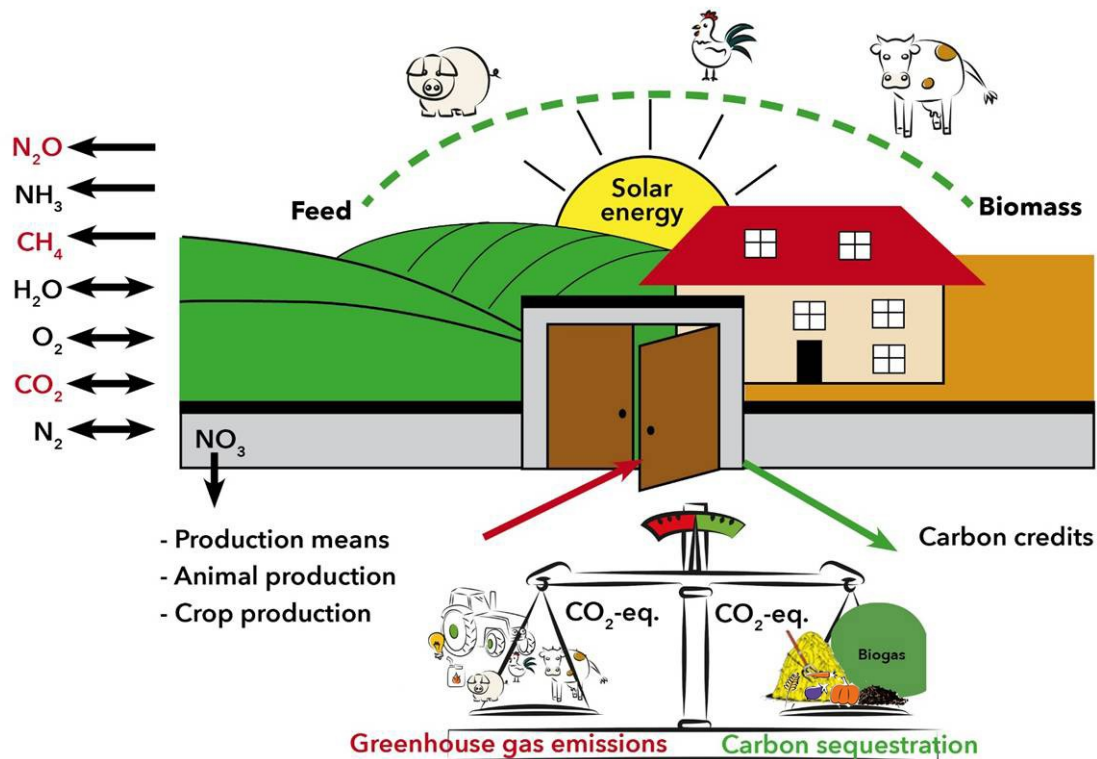 N₂O
NH₃
CH₄
H₂O
O₂
CO₂
N₂
Feed
Solar
energy
Biomass
NO₃
- Production means
- Animal production
- Crop production
Carbon credits
CO₂-eq.
CO₂-eq.
Biogas
Greenhouse gas emissions
Carbon sequestration